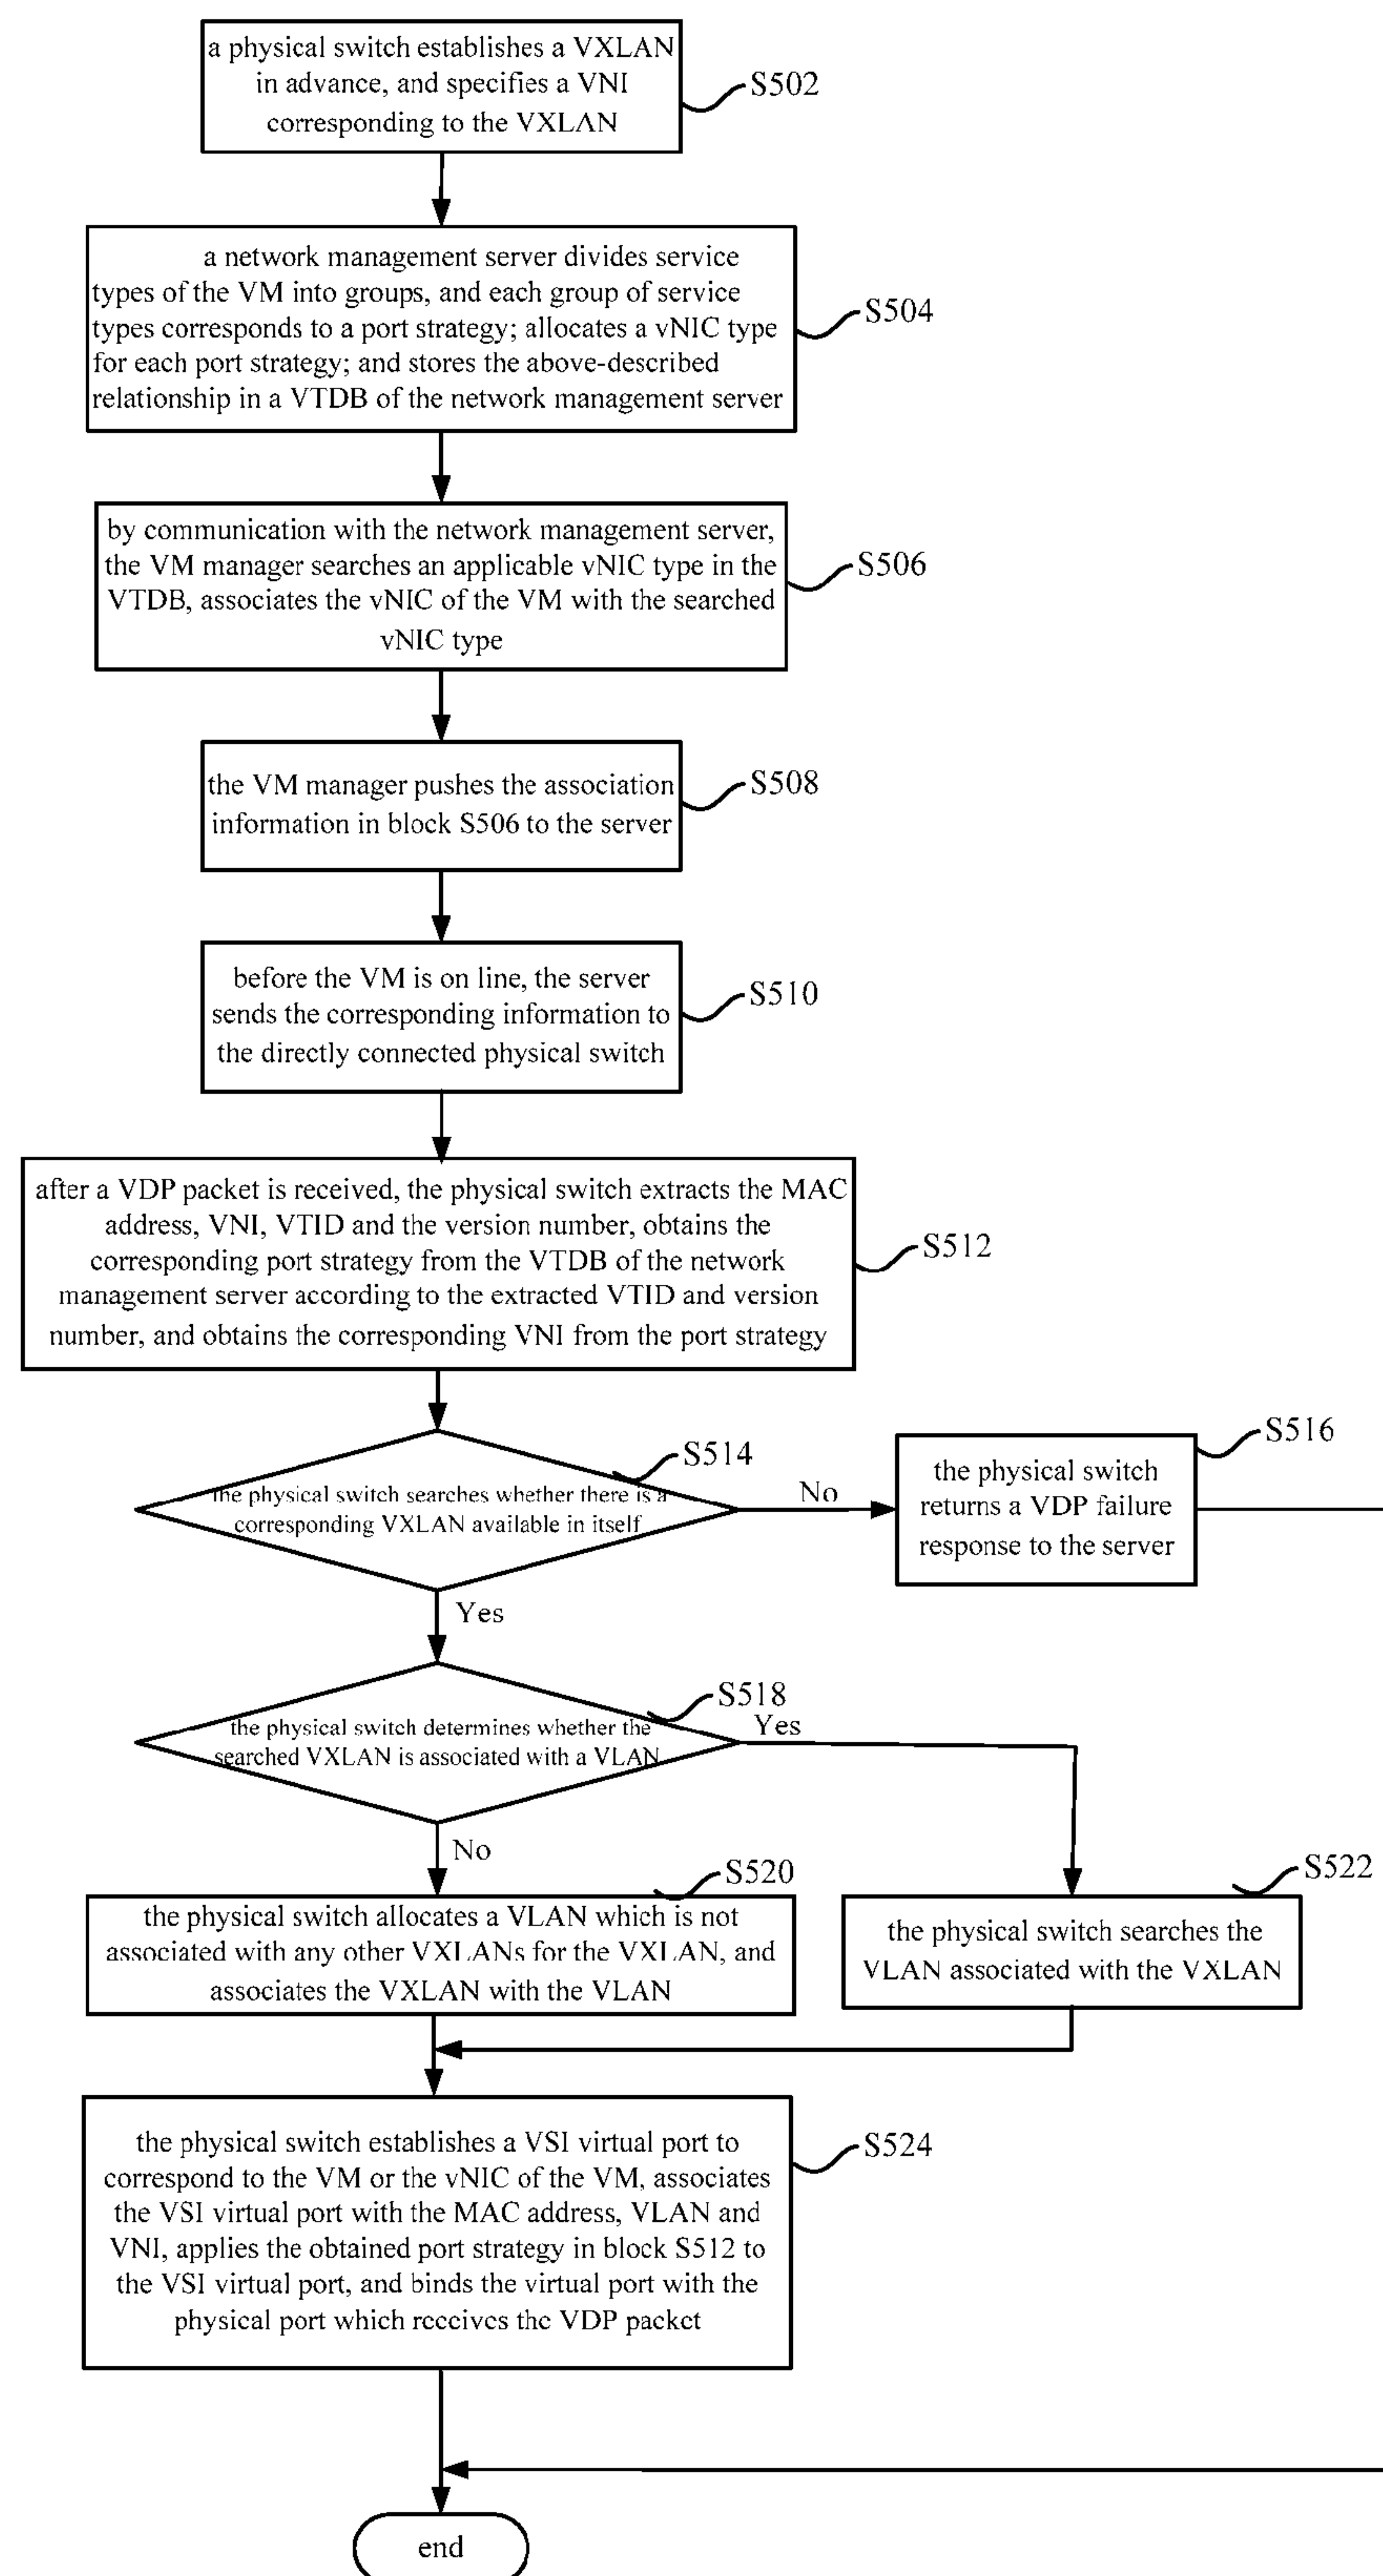 a physical switch establishes a VXLAN
in advance, and specifies a VNI
corresponding to the VXLAN
S502
a network management server divides service
types of the VM into groups, and each group of service
types corresponds to a port strategy; allocates a vNIC type
for each port strategy; and stores the above-described
relationship in a VTDB of the network management server
S504
by communication with the network management server,
the VM manager searches an applicable vNIC type in the
VTDB, associates the vNIC of the VM with the searched
vNIC type
S506
the VM manager pushes the association
information in block S506 to the server
S508
before the VM is on line, the server
sends the corresponding information to
the directly connected physical switch
S510
after a VDP packet is received, the physical switch extracts the MAC
address, VNI, VTID and the version number, obtains the
corresponding port strategy from the VTDB of the network
management server according to the extracted VTID and version
number, and obtains the corresponding VNI from the port strategy
S512
S514
the physical switch searches whether there is a
corresponding VXLAN available in itself
No
S516
the physical switch
returns a VDP failure
response to the server
Yes
S518
the physical switch determines whether the
searched VXLAN is associated with a VLAN
Yes
No
S520
the physical switch allocates a VLAN which is not
associated with any other VXLANs for the VXLAN, and
associates the VXLAN with the VLAN
S522
the physical switch searches the
VLAN associated with the VXLAN
the physical switch establishes a VSI virtual port to
correspond to the VM or the vNIC of the VM, associates
the VSI virtual port with the MAC address, VLAN and
VNI, applies the obtained port strategy in block S512 to
the VSI virtual port, and binds the virtual port with the
physical port which receives the VDP packet
S524
end